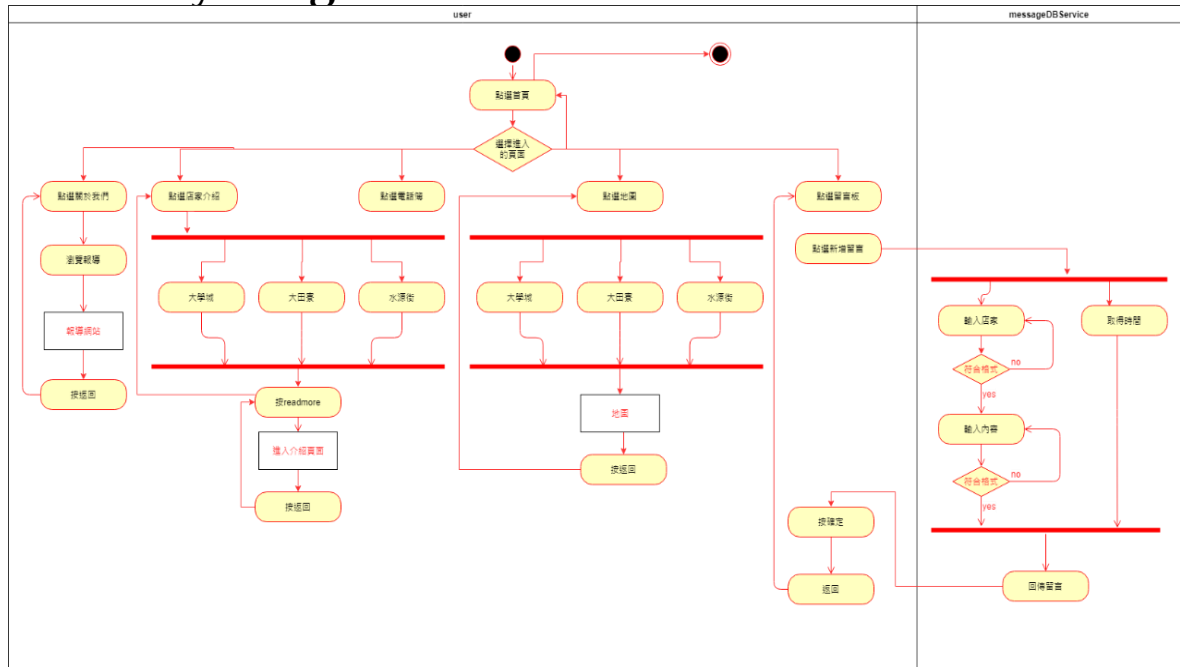 user
messageDBService
點選首頁
選擇進入
的頁面
點選關於我們
點選店家介紹
點選電話簿
點選地圖
點選留言板
瀏覽報導
點選新增留言
大學城
大田寮
水源街
大學城
大田寮
水源街
輸入店家
取得時間
報導網站
符合格式
no
yes
按返回
按readmore
地圖
輸入內容
進入介紹頁面
按返回
符合格式
no
yes
按返回
按確定
返回
回傳留言